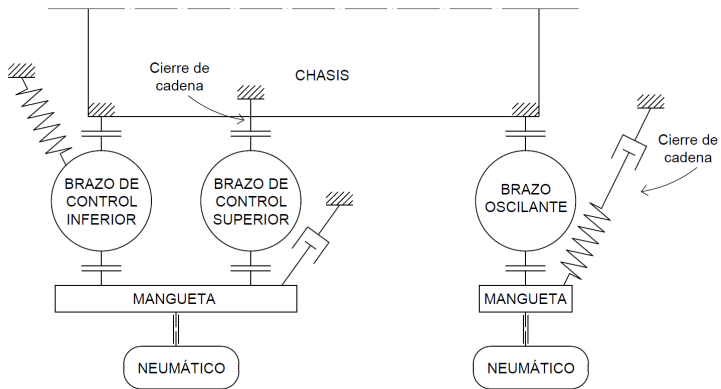 Cierre de
cadena
CHASIS
Cierre de
cadena
BRAZO DE
CONTROL
INFERIOR
BRAZO DE
CONTROL
SUPERIOR
BRAZO
OSCILANTE
MANGUETA
MANGUETA
NEUMÁTICO
NEUMÁTICO